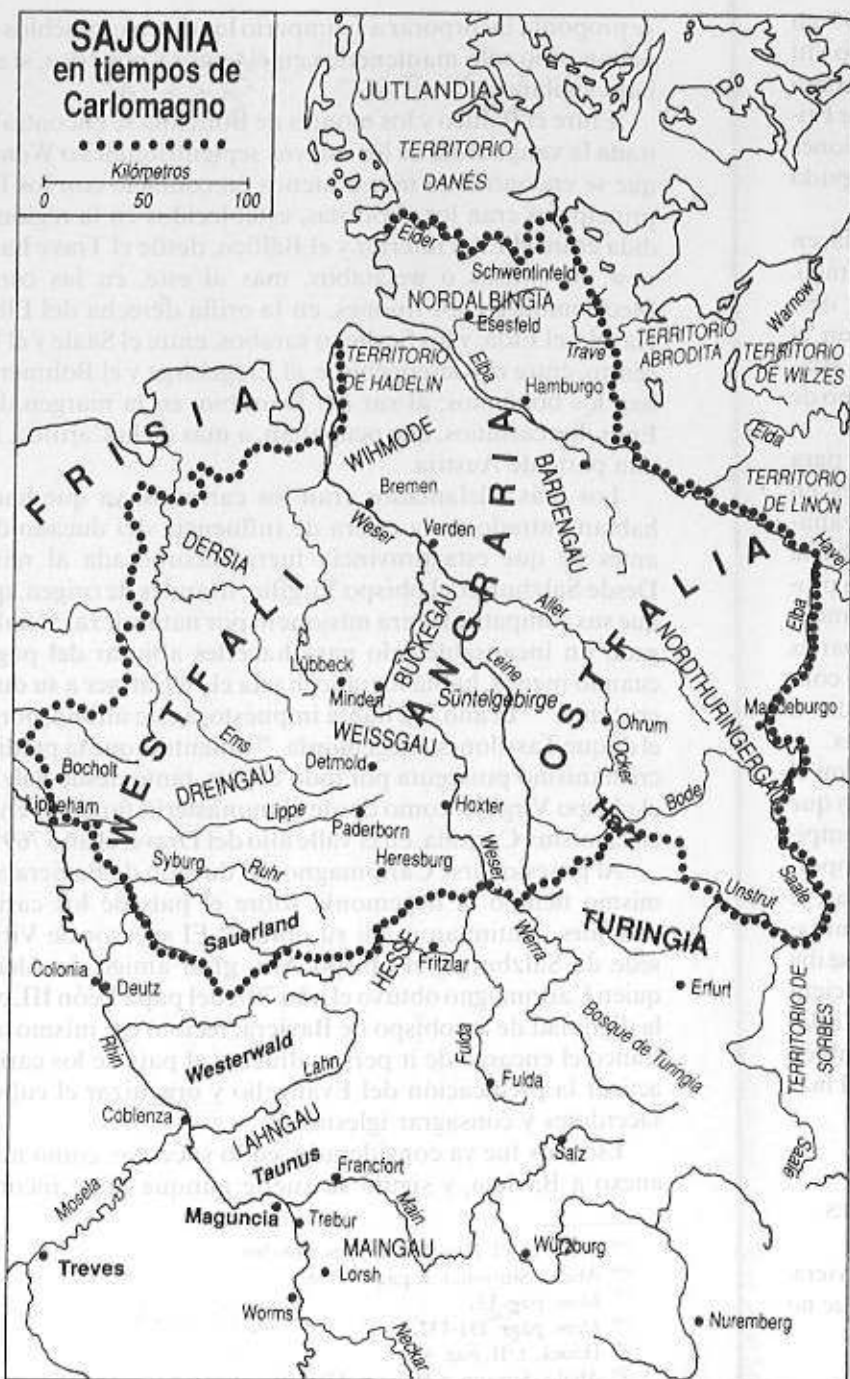 SAJONIA
en tiempos de
Carlomagno
Kilómetros
0 50 100
JUTLANDIA
TERRITORIO
DANÉS
Eider
Schwentinfeld
NORDALBINGIA
Esesfeld
Trave
TERRITORIO
ABRODITA
Warnow
TERRITORIO
DE WILZES
TERRITORIO
DE HADELIN
Elba
Hamburgo
Elda
TERRITORIO
DE LINÓN
FRISIA
WIHMODE
Bremen
BARDENGAU
Weser
Verden
Havel
DERSIA
ANGRARIA
OSTFALIA
WESTFALIA
Aller
Elba
BUCKEGAU
Leine
NORDTHURINGERGAU
Lübbeck
Minden
Süntelgebirge
Magdeburgo
Ohrum
WEISSGAU
Ocker
Ems
Detmold
Bocholt
DREINGAU
Bode
Lippeham
Lippe
Hoxter
Paderborn
Syburg
Ruhr
Heresburg
Weser
Saale
Unstrut
Sauerland
TURINGIA
HESSE
Werra
Fritzlar
Colonia
Deutz
Erfurt
TERRITORIO DE
SORBES
Rhin
Westerwald
Bosque de Turingia
Fulda
Lahn
Fulda
Coblenza
LAHNGAU
Taunus
Salz
Francfort
Mosela
Maguncia
Main
Trebur
Treves
MAINGAU
Würzburg
Lorsh
Worms
Nuremberg
Neckar